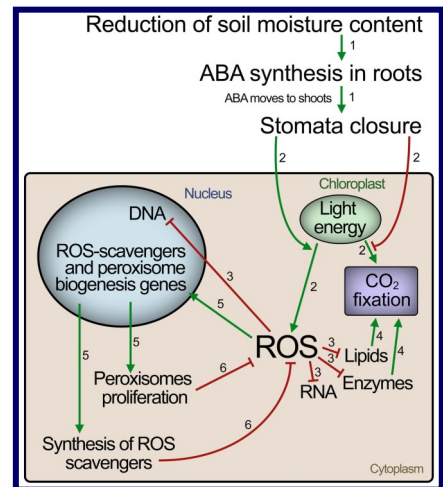 Reduction of soil moisture content
1
ABA synthesis in roots
ABA moves to shoots
1
Stomata closure
2
2
Nucleus
Chloroplast
DNA
Light
energy
2
ROS-scavengers
and peroxisome
biogenesis genes
3
2
CO2
fixation
5
5
5
ROS
3
3
3
4
4
Lipids
Enzymes
RNA
Peroxisomes
proliferation
6
6
Synthesis of ROS
scavengers
Cytoplasm